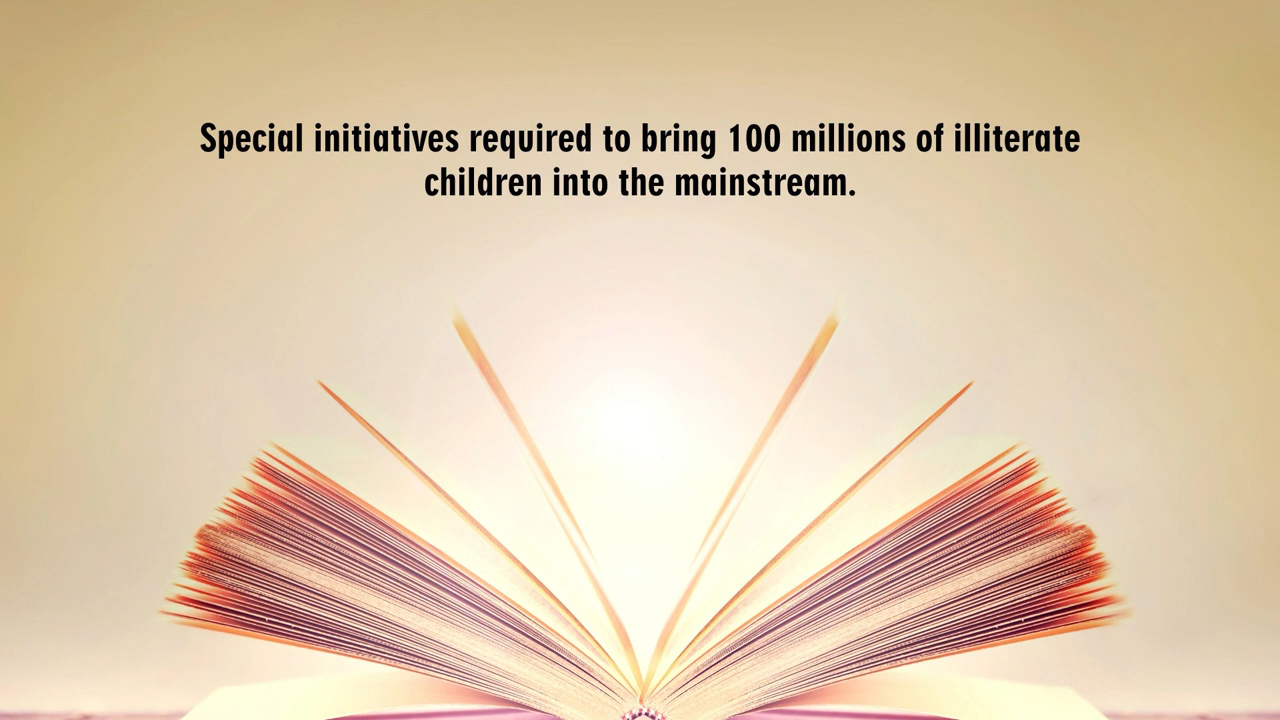 Special initiatives required to bring 100 millions of illiterate
children into the mainstream.